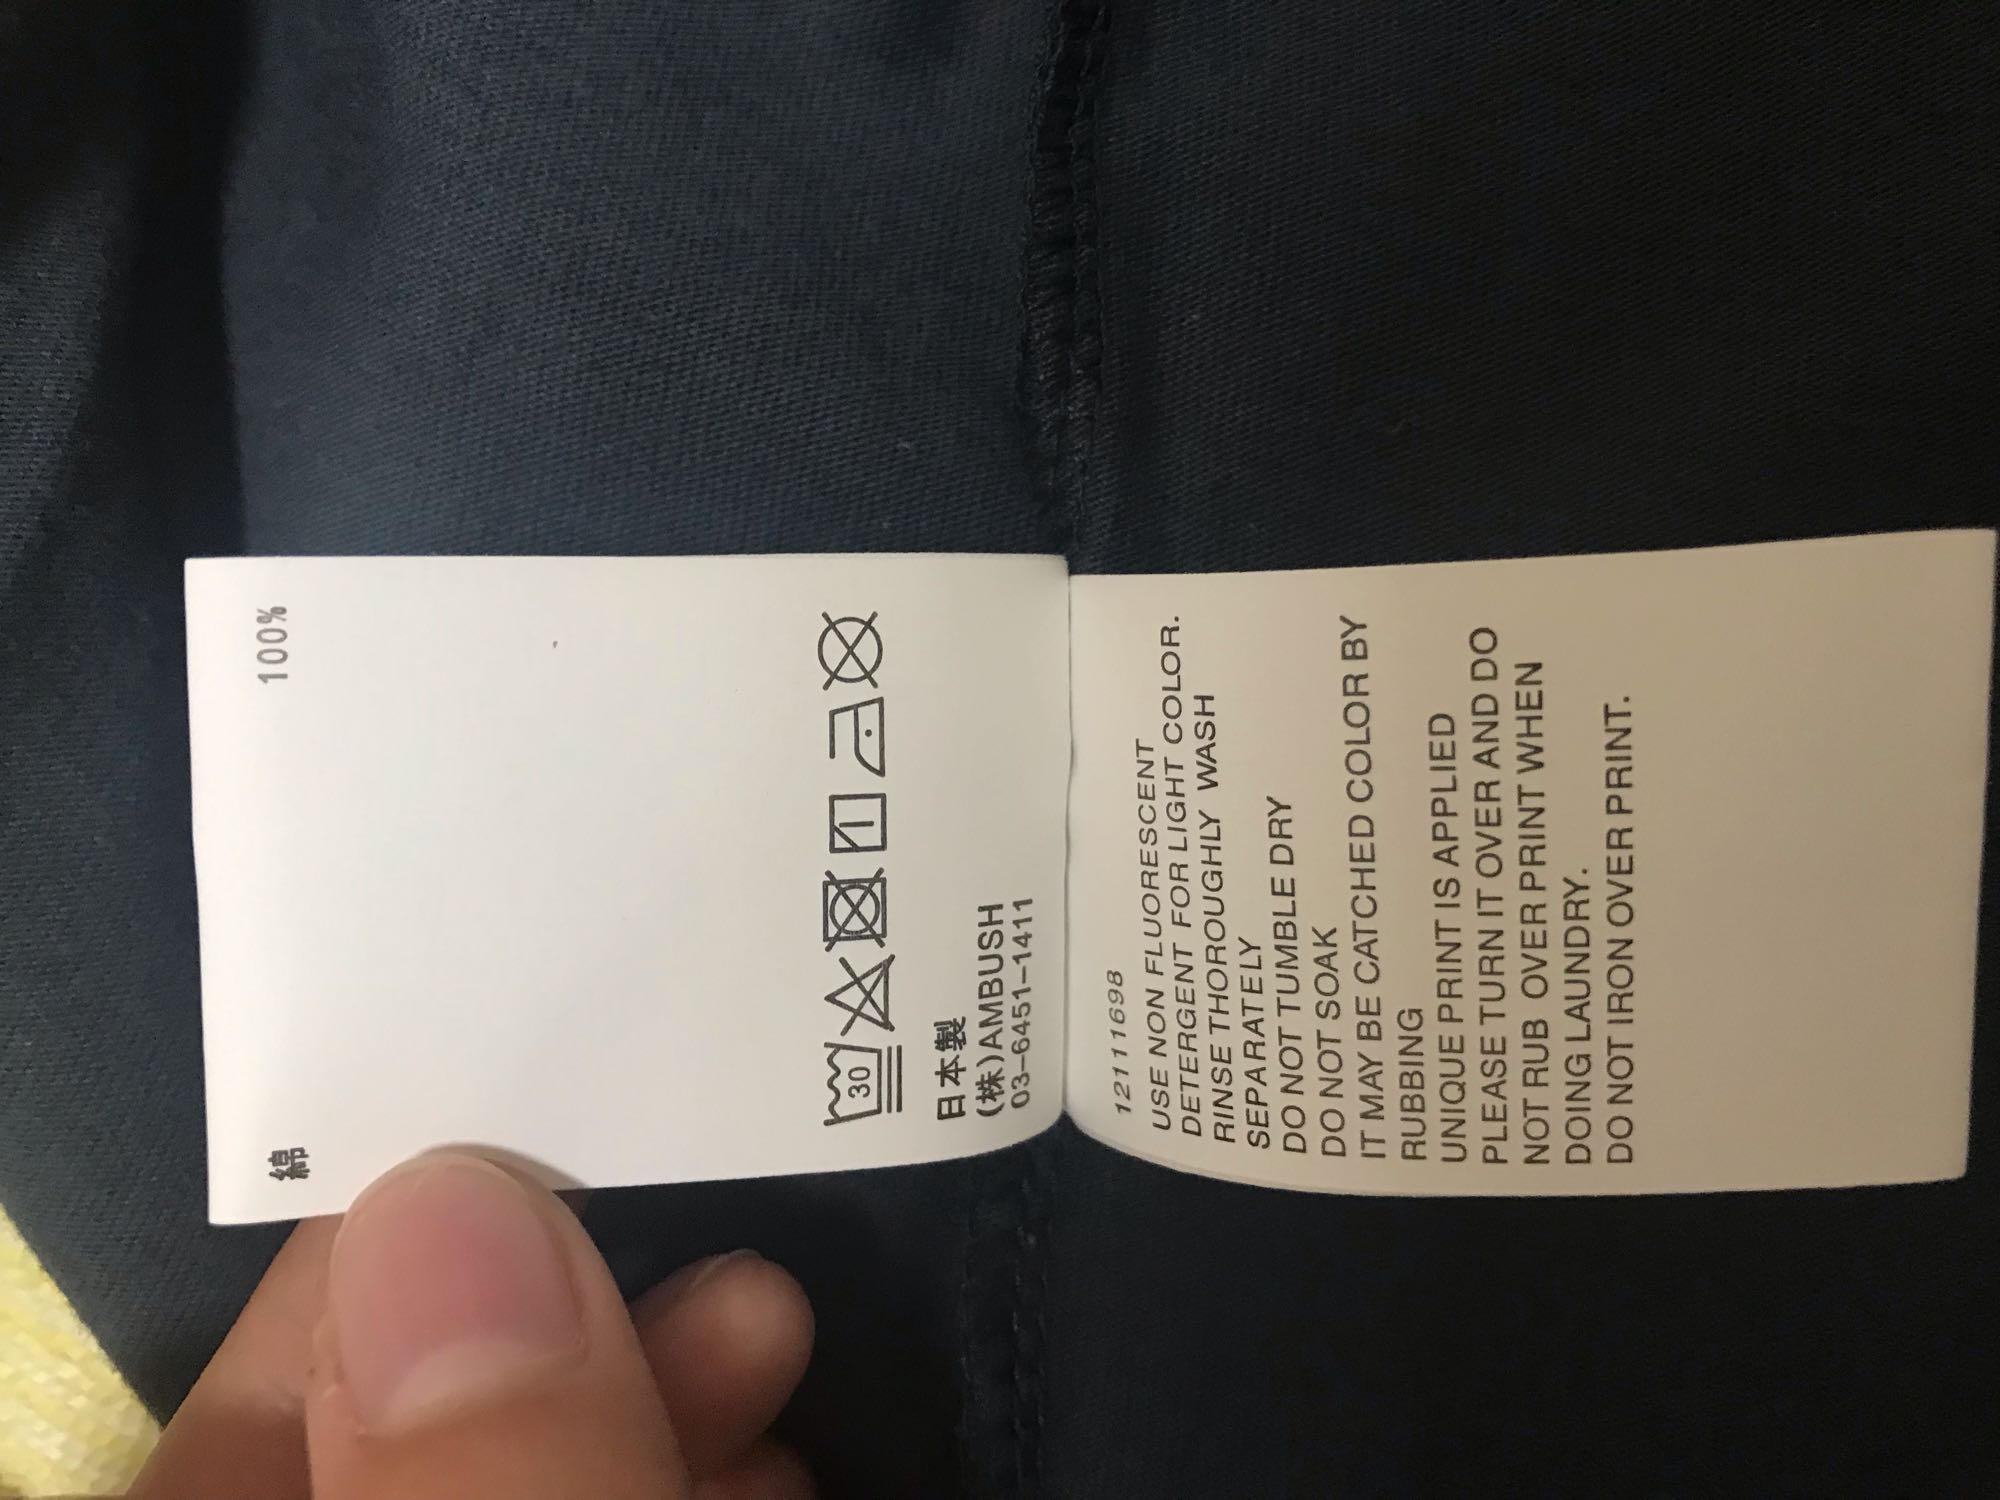 綿 100%
30
日本製
(株)AMBUSH
03-6451-1411
12111698
USE NON FLUORESCENT
DETERGENT FOR LIGHT COLOR.
RINSE THOROUGHLY WASH
SEPARATELY
DO NOT TUMBLE DRY
DO NOT SOAK
IT MAY BE CATCHED COLOR BY
RUBBING
UNIQUE PRINT IS APPLIED
PLEASE TURN IT OVER AND DO
NOT RUB OVER PRINT WHEN
DOING LAUNDRY.
DO NOT IRON OVER PRINT.